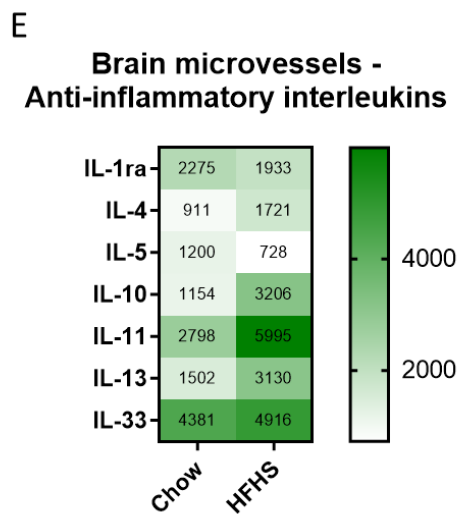 E
Brain microvessels -
Anti-inflammatory interleukins
IL-1ra 2275 1933
IL-4 911 1721
IL-5 1200 728
IL-10 1154 3206
IL-11 2798 5995
IL-13 1502 3130
IL-33 4381 4916
Chow HFHS
4000
2000